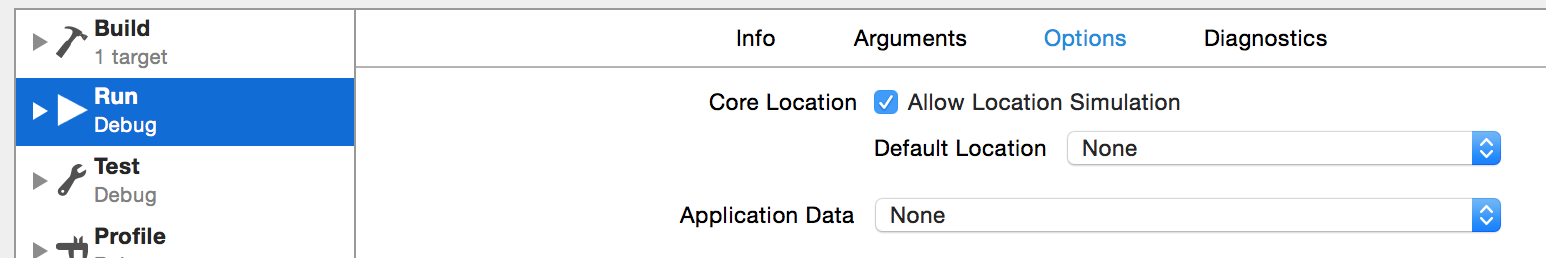 Build
1 target
Run
Debug
Test
Debug
Profile
Info Arguments Options Diagnostics
Core Location Allow Location Simulation
Default Location None
Application Data None